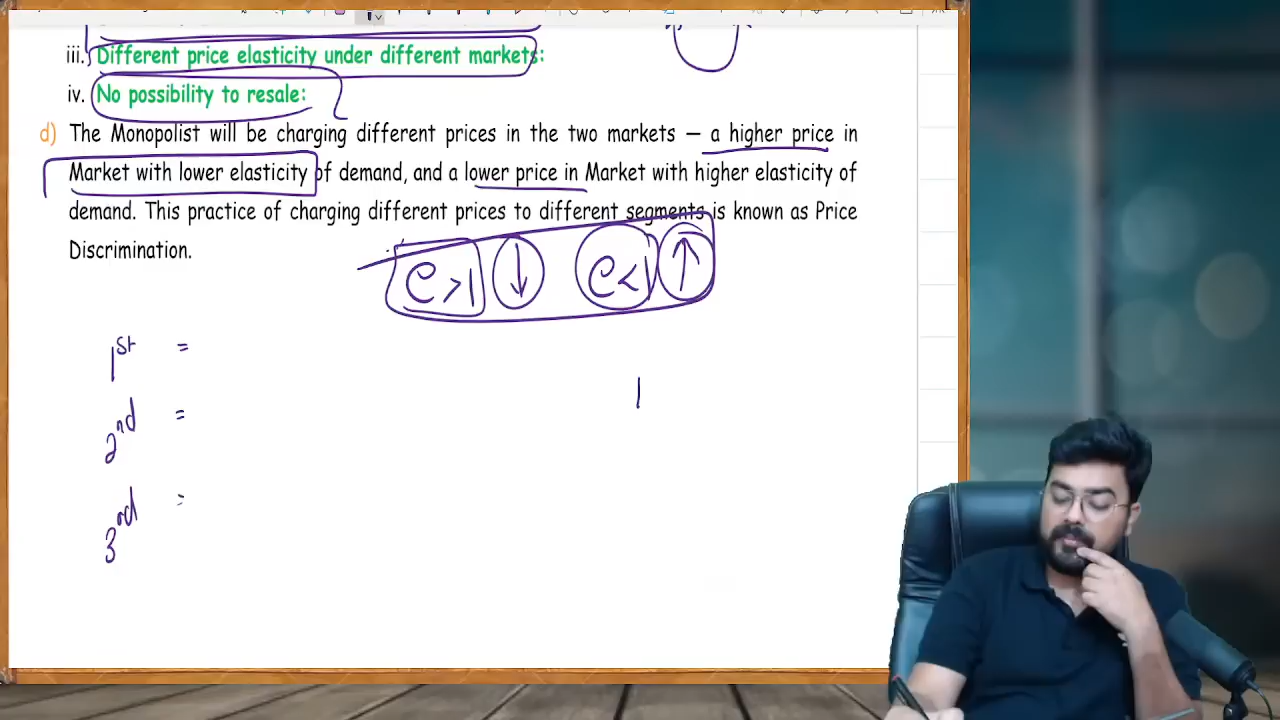 iii. Different price elasticity under different markets:
iv. No possibility to resale:
d) The Monopolist will be charging different prices in the two markets – a higher price in
Market with lower elasticity of demand, and a lower price in Market with higher elasticity of
demand. This practice of charging different prices to different segments is known as Price
Discrimination.
e>1 ↓ e<1 ↑
1st =
2nd =
3rd =